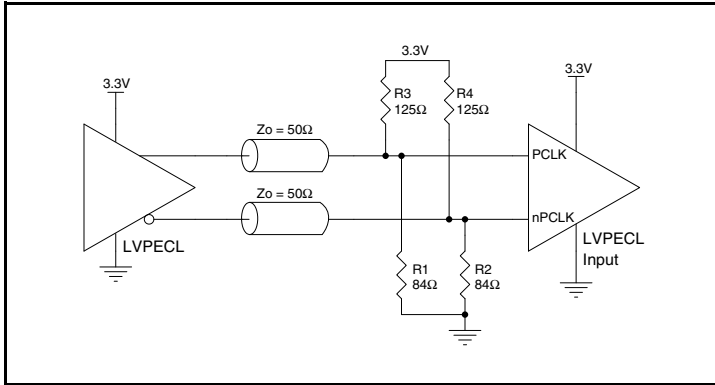 3.3V
3.3V
3.3V
R3
125Ω
R4
125Ω
Zo = 50Ω
PCLK
Zo = 50Ω
nPCLK
LVPECL
LVPECL
Input
R1
84Ω
R2
84Ω